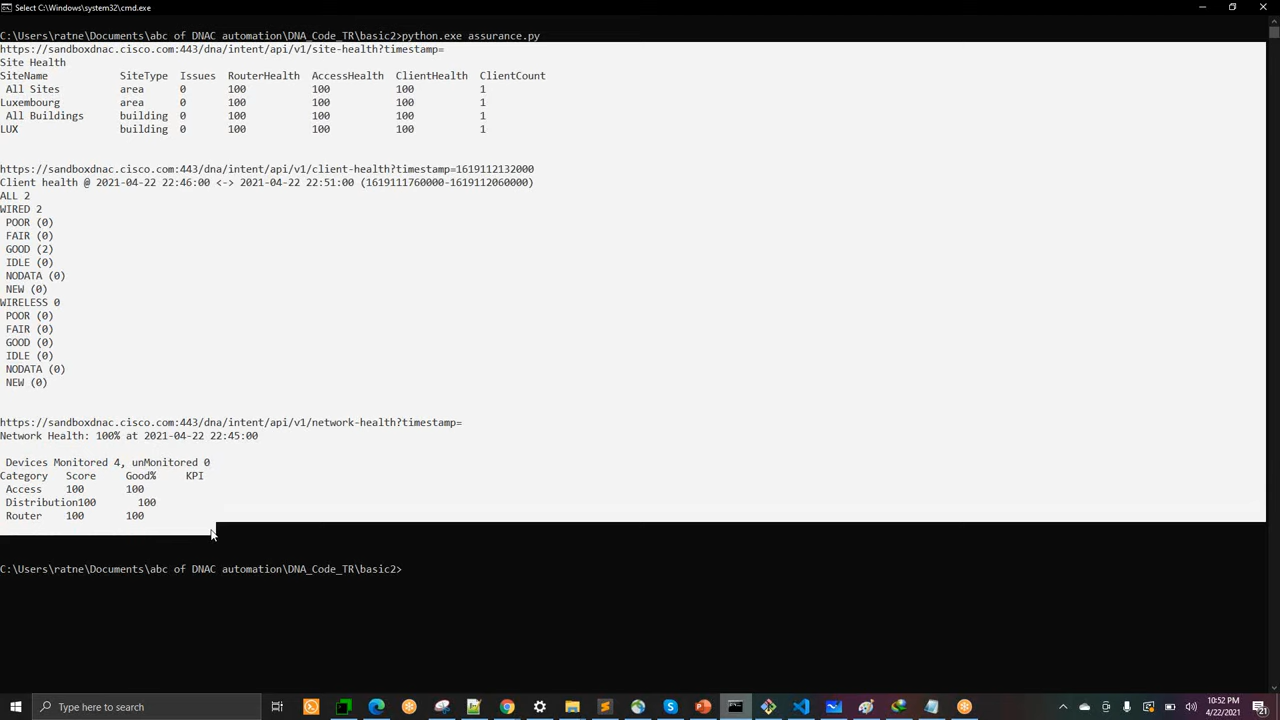 Select C:\Windows\system32\cmd.exe
C:\Users\ratne\Documents\abc of DNAC automation\DNA_Code_TR\basic2>python.exe assurance.py
https://sandboxdnac.cisco.com:443/dna/intent/api/v1/site-health?timestamp=
Site Health
SiteName SiteType Issues RouterHealth AccessHealth ClientHealth ClientCount
All Sites area 0 100 100 100 1
Luxembourg area 0 100 100 100 1
All Buildings building 0 100 100 100 1
LUX building 0 100 100 100 1
https://sandboxdnac.cisco.com:443/dna/intent/api/v1/client-health?timestamp=1619112132000
Client health @ 2021-04-22 22:46:00 <-> 2021-04-22 22:51:00 (1619111760000-1619112060000)
ALL 2
WIRED 2
POOR (0)
FAIR (0)
GOOD (2)
IDLE (0)
NODATA (0)
NEW (0)
WIRELESS 0
POOR (0)
FAIR (0)
GOOD (0)
IDLE (0)
NODATA (0)
NEW (0)
https://sandboxdnac.cisco.com:443/dna/intent/api/v1/network-health?timestamp=
Network Health: 100% at 2021-04-22 22:45:00
Devices Monitored 4, unMonitored 0
Category Score Good% KPI
Access 100 100
Distribution100 100
Router 100 100
C:\Users\ratne\Documents\abc of DNAC automation\DNA_Code_TR\basic2>
Type here to search
10:52 PM
4/22/2021